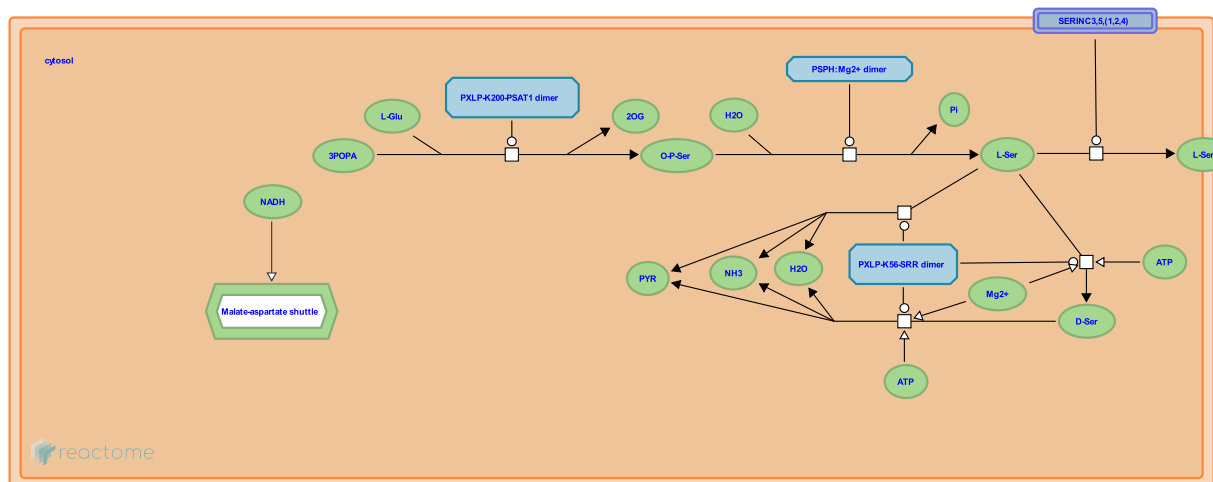 SERINC3,5,(1,2,4)
cytosol
PSPH:Mg2+ dimer
PXLP-K200-PSAT1 dimer
L-Glu
2OG
H2O
Pi
3POPA
O-P-Ser
L-Ser
L-Ser
NADH
PYR
NH3
H2O
PXLP-K56-SRR dimer
ATP
Mg2+
Malate-aspartate shuttle
D-Ser
ATP
reactome